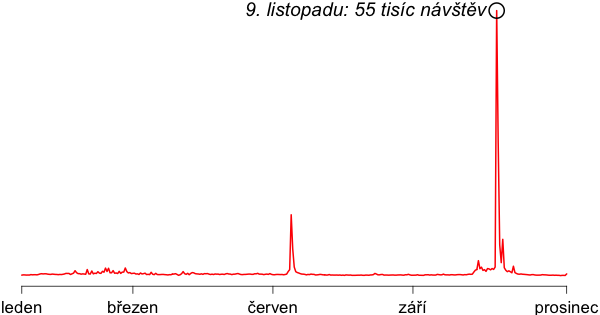 9. listopadu: 55 tisíc návštěv
leden březen červen září prosinec